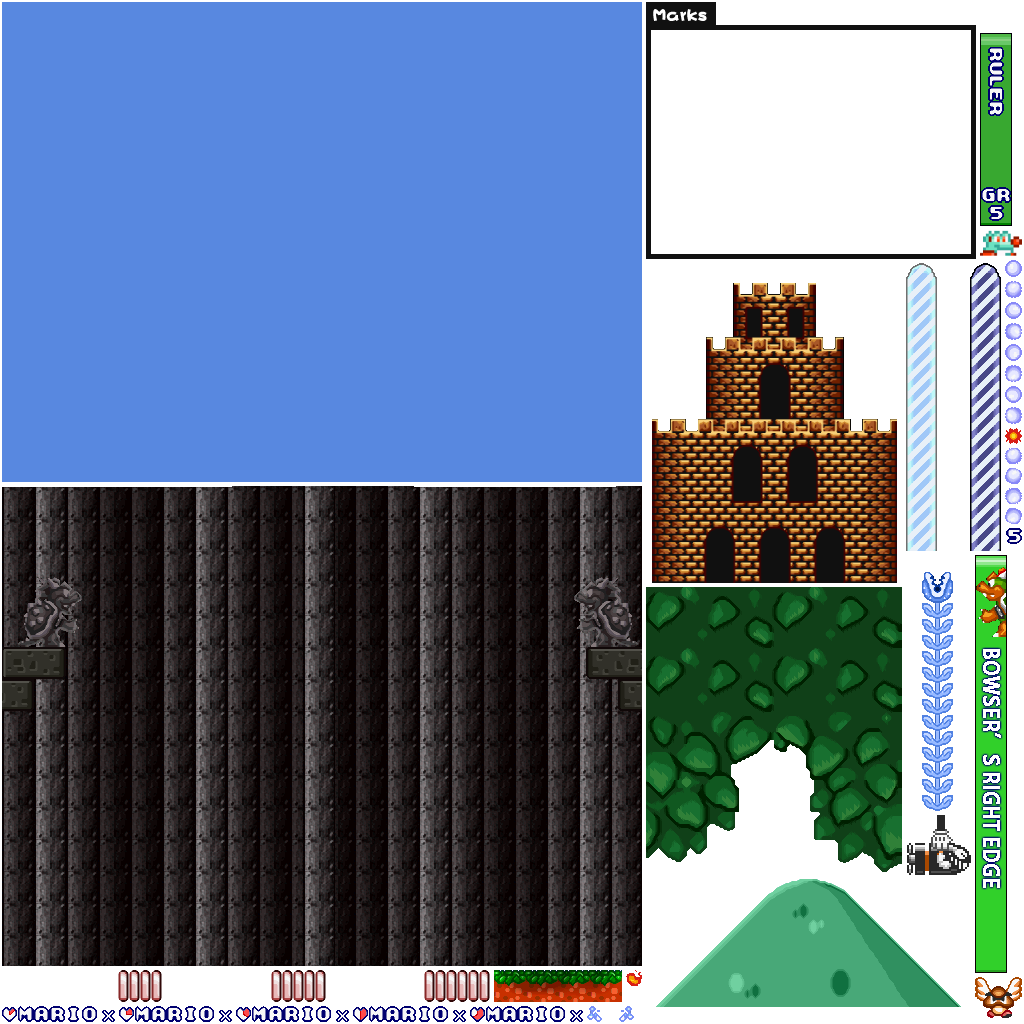 Marks
RULER
GR
5
5
BOWSER' S RIGHT EDGE
MARIO x MARIO x MARIO x MARIO x MARIO x